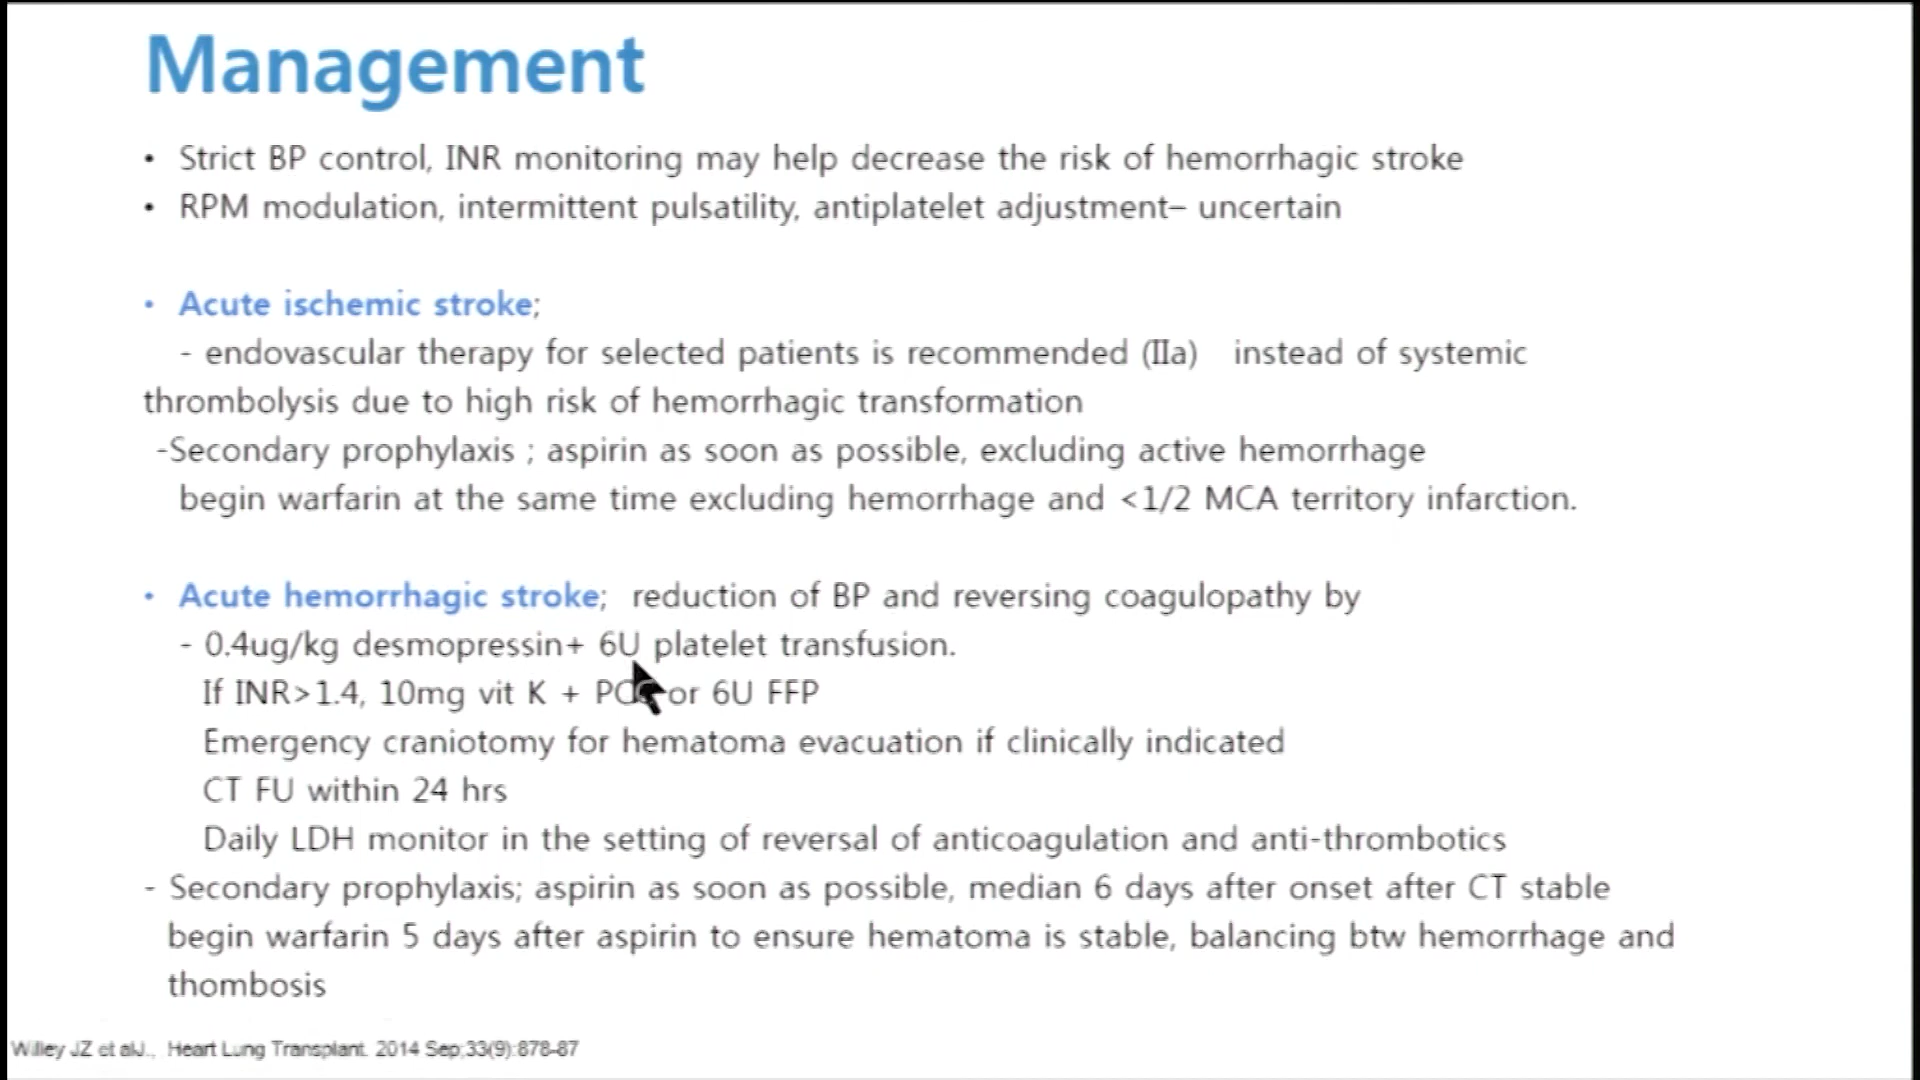 Management
• Strict BP control, INR monitoring may help decrease the risk of hemorrhagic stroke
• RPM modulation, intermittent pulsatility, antiplatelet adjustment– uncertain
• Acute ischemic stroke;
- endovascular therapy for selected patients is recommended (IIa) instead of systemic
thrombolysis due to high risk of hemorrhagic transformation
-Secondary prophylaxis ; aspirin as soon as possible, excluding active hemorrhage
begin warfarin at the same time excluding hemorrhage and <1/2 MCA territory infarction.
• Acute hemorrhagic stroke; reduction of BP and reversing coagulopathy by
- 0.4ug/kg desmopressin+ 6U platelet transfusion.
If INR>1.4, 10mg vit K + PCC or 6U FFP
Emergency craniotomy for hematoma evacuation if clinically indicated
CT FU within 24 hrs
Daily LDH monitor in the setting of reversal of anticoagulation and anti-thrombotics
- Secondary prophylaxis; aspirin as soon as possible, median 6 days after onset after CT stable
begin warfarin 5 days after aspirin to ensure hematoma is stable, balancing btw hemorrhage and
thombosis
Willey JZ et alJ., Heart Lung Transplant. 2014 Sep;33(9):878-87